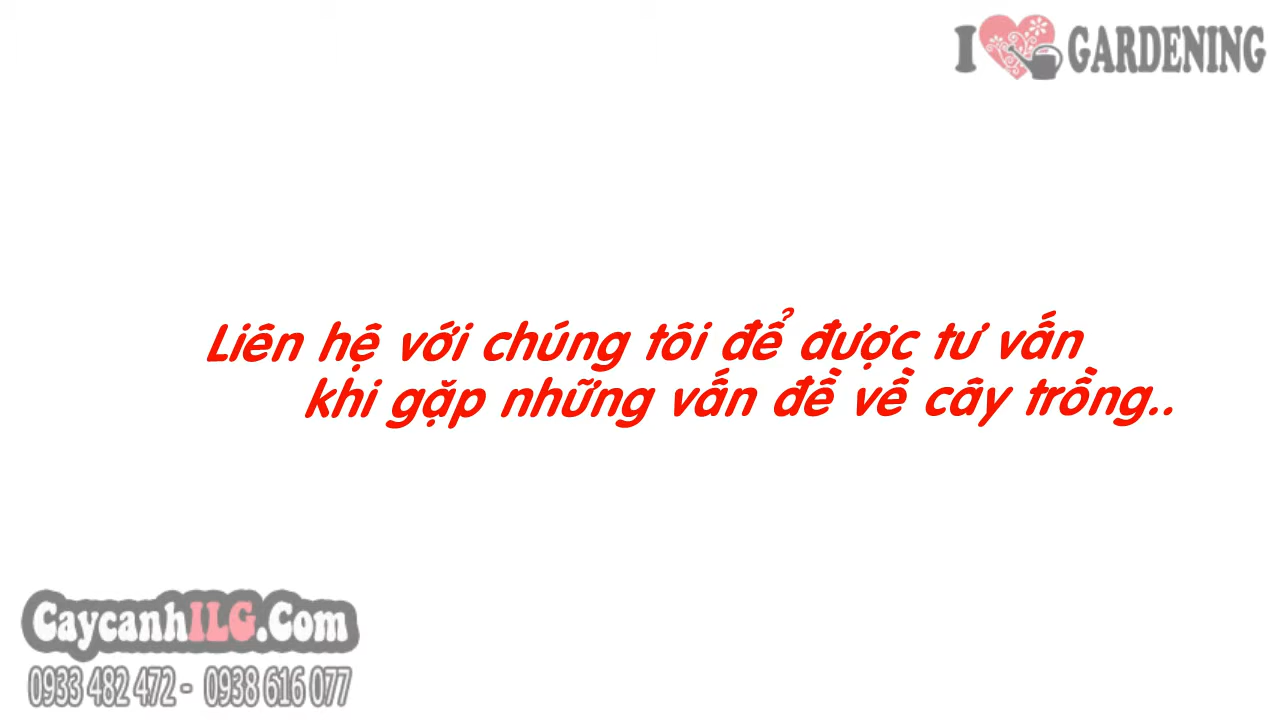 I GARDENING
Liên hệ với chúng tôi để được tư vấn
khi gặp những vấn đề về cây trồng..
CaycanhILG.Com
0933 482 472 - 0938 616 077